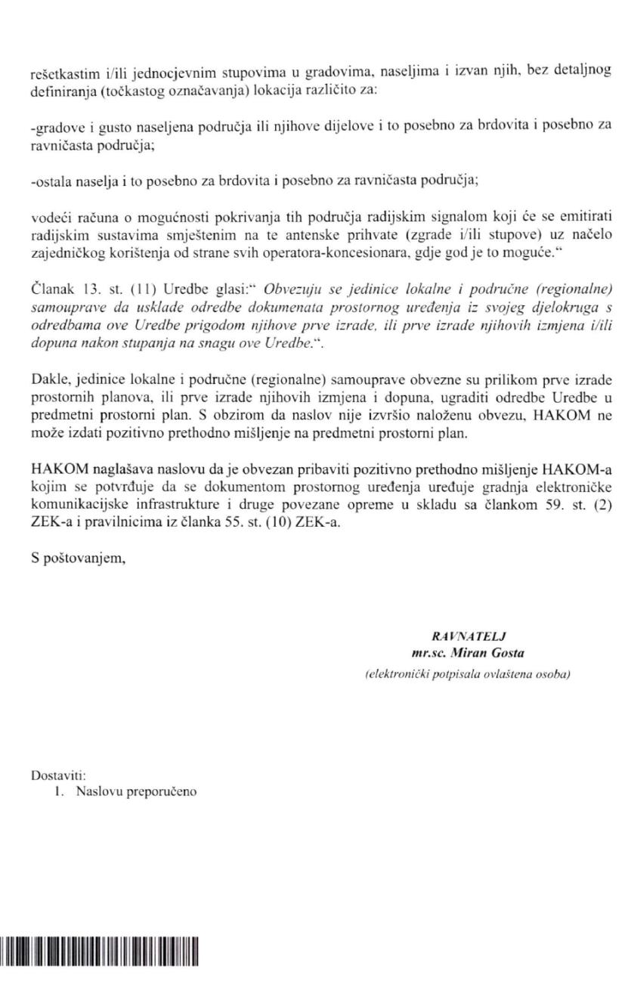 rešetkastim i/ili jednocjevnim stupovima u gradovima, naseljima i izvan njih, bez detaljnog
definiranja (točkastog označavanja) lokacija različito za:
-gradove i gusto naseljena područja ili njihove dijelove i to posebno za brdovita i posebno za
ravničasta područja;
-ostala naselja i to posebno za brdovita i posebno za ravničasta područja;
vodeći računa o mogućnosti pokrivanja tih područja radijskim signalom koji će se emitirati
radijskim sustavima smještenim na te antenske prihvate (zgrade i/ili stupove) uz načelo
zajedničkog korištenja od strane svih operatora-koncesionara, gdje god je to moguće.“
Članak 13. st. (11) Uredbe glasi:“ Obvezuju se jedinice lokalne i područne (regionalne)
samouprave da usklade odredbe dokumenata prostornog uređenja iz svojeg djelokruga s
odredbama ove Uredbe prigodom njihove prve izrade, ili prve izrade njihovih izmjena i/ili
dopuna nakon stupanja na snagu ove Uredbe.“.
Dakle, jedinice lokalne i područne (regionalne) samouprave obvezne su prilikom prve izrade
prostornih planova, ili prve izrade njihovih izmjena i dopuna, ugraditi odredbe Uredbe u
predmetni prostorni plan. S obzirom da naslov nije izvršio naloženu obvezu, HAKOM ne
može izdati pozitivno prethodno mišljenje na predmetni prostorni plan.
HAKOM naglašava naslovu da je obvezan pribaviti pozitivno prethodno mišljenje HAKOM-a
kojim se potvrđuje da se dokumentom prostornog uređenja uređuje gradnja elektroničke
komunikacijske infrastrukture i druge povezane opreme u skladu sa člankom 59. st. (2)
ZEK-a i pravilnicima iz članka 55. st. (10) ZEK-a.
S poštovanjem,
RAVNATELJ
mr.sc. Miran Gosta
(elektronički potpisala ovlaštena osoba)
Dostaviti:
1. Naslovu preporučeno